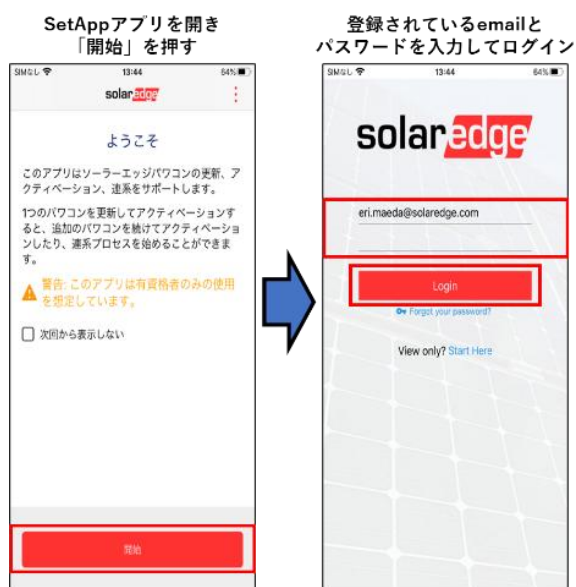 SetAppアプリを開き
「開始」を押す
SIMなし 13:44 64%
solaredge
ようこそ
このアプリはソーラーエッジパワコンの更新、ア
クティベーション、連系をサポートします。
1つのパワコンを更新してアクティベーションす
ると、追加のパワコンを続けてアクティベーショ
ンしたり、連系プロセスを始めることができま
す。
警告: このアプリは有資格者のみの使用
を想定しています。
次回から表示しない
開始
登録されているemailと
パスワードを入力してログイン
SIMなし 13:44 64%
solaredge
eri.maeda@solaredge.com
Login
Forgot your password?
View only? Start Here